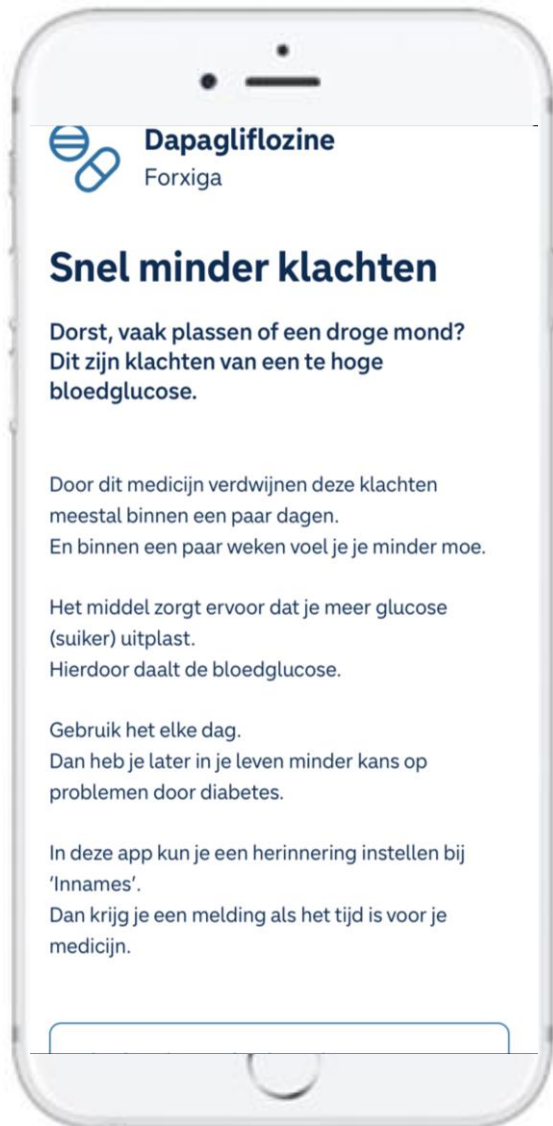 Dapagliflozine
Forxiga
Snel minder klachten
Dorst, vaak plassen of een droge mond?
Dit zijn klachten van een te hoge
bloedglucose.
Door dit medicijn verdwijnen deze klachten
meestal binnen een paar dagen.
En binnen een paar weken voel je je minder moe.
Het middel zorgt ervoor dat je meer glucose
(suiker) uitplast.
Hierdoor daalt de bloedglucose.
Gebruik het elke dag.
Dan heb je later in je leven minder kans op
problemen door diabetes.
In deze app kun je een herinnering instellen bij
‘Innames’.
Dan krijg je een melding als het tijd is voor je
medicijn.